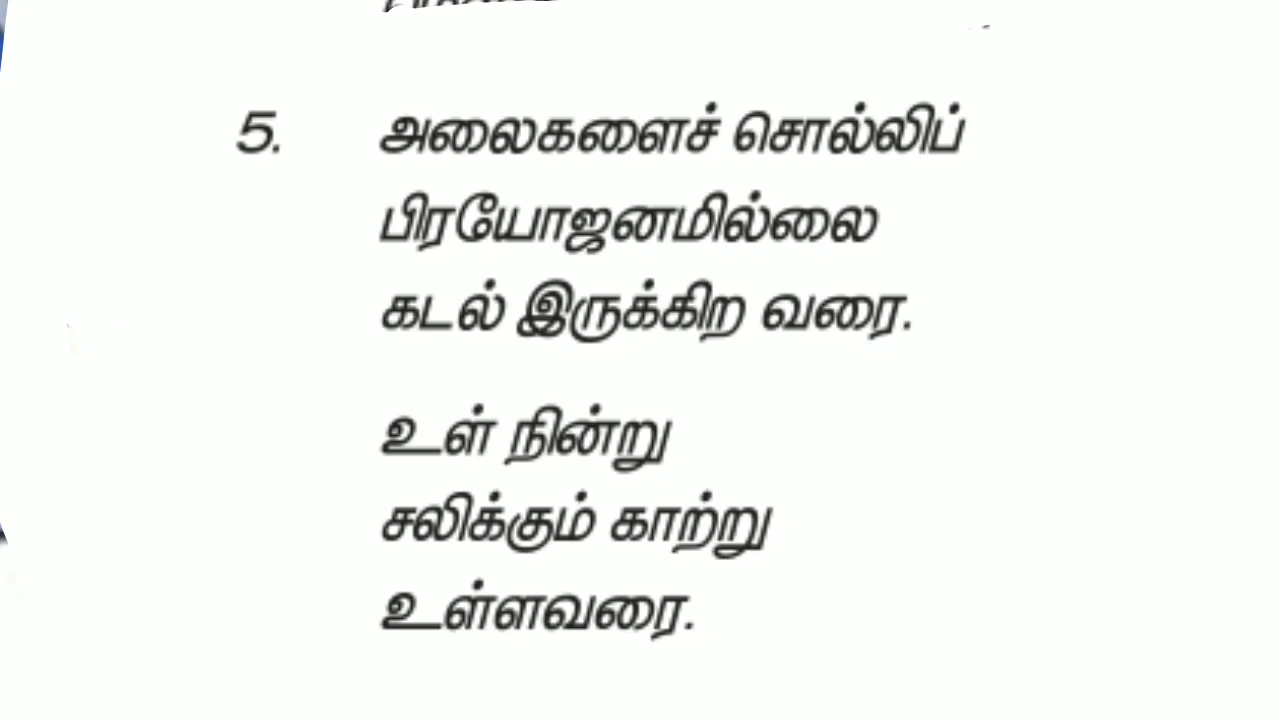 5. அலைகளைச் சொல்லிப்
பிரயோஜனமில்லை
கடல் இருக்கிற வரை.
உள் நின்று
சலிக்கும் காற்று
உள்ளவரை.